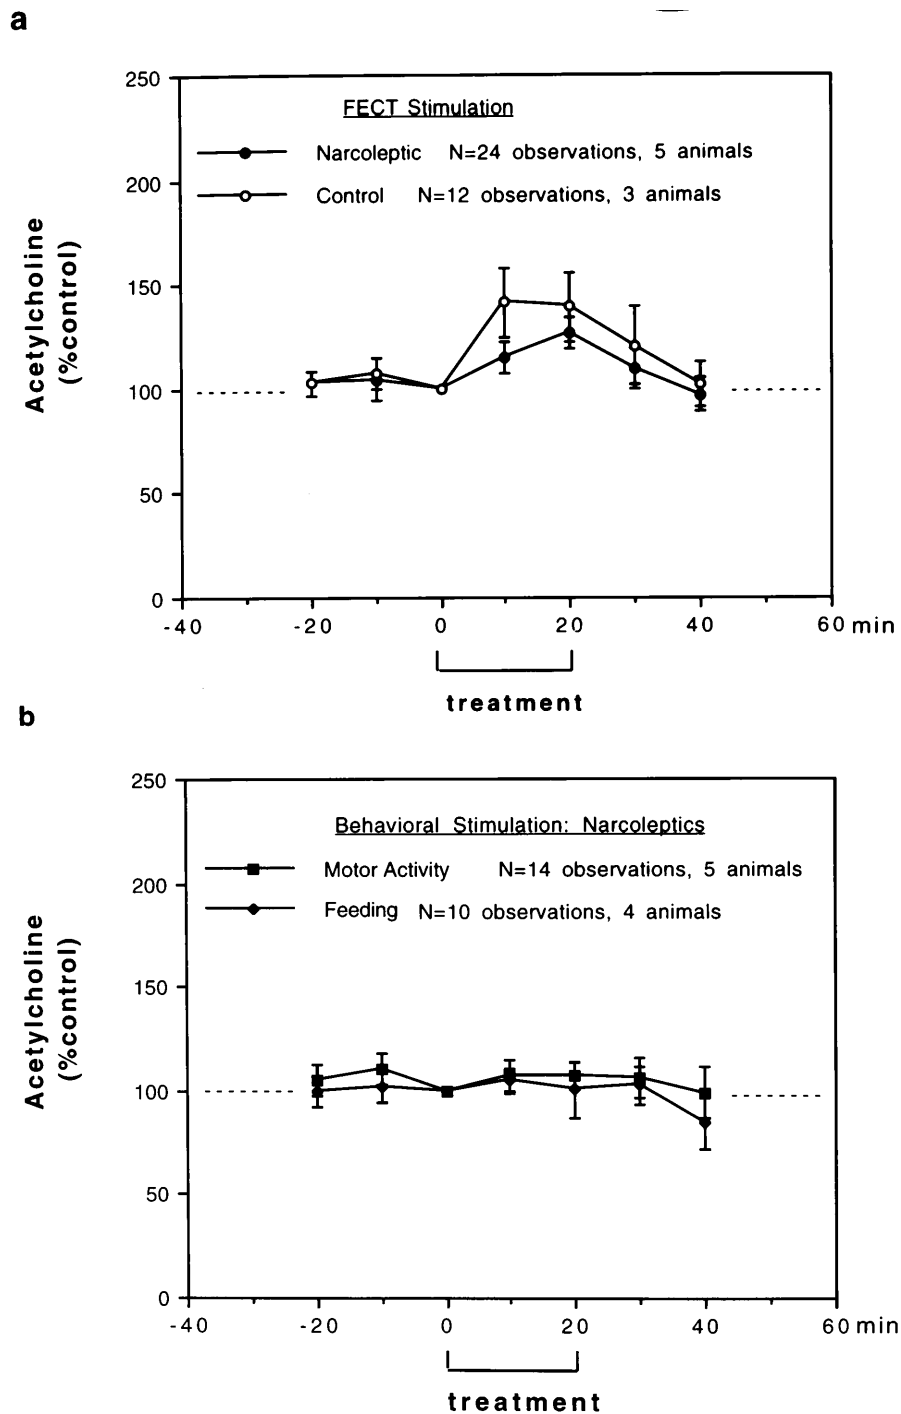 a
250
FECT Stimulation
Narcoleptic N=24 observations, 5 animals
200
Control N=12 observations, 3 animals
150
Acetylcholine
(%control)
100
50
0
-40 -20 0 20 40 60 min
treatment
b
250
Behavioral Stimulation: Narcoleptics
Motor Activity N=14 observations, 5 animals
200
Feeding N=10 observations, 4 animals
150
Acetylcholine
(%control)
100
50
0
-40 -20 0 20 40 60 min
treatment